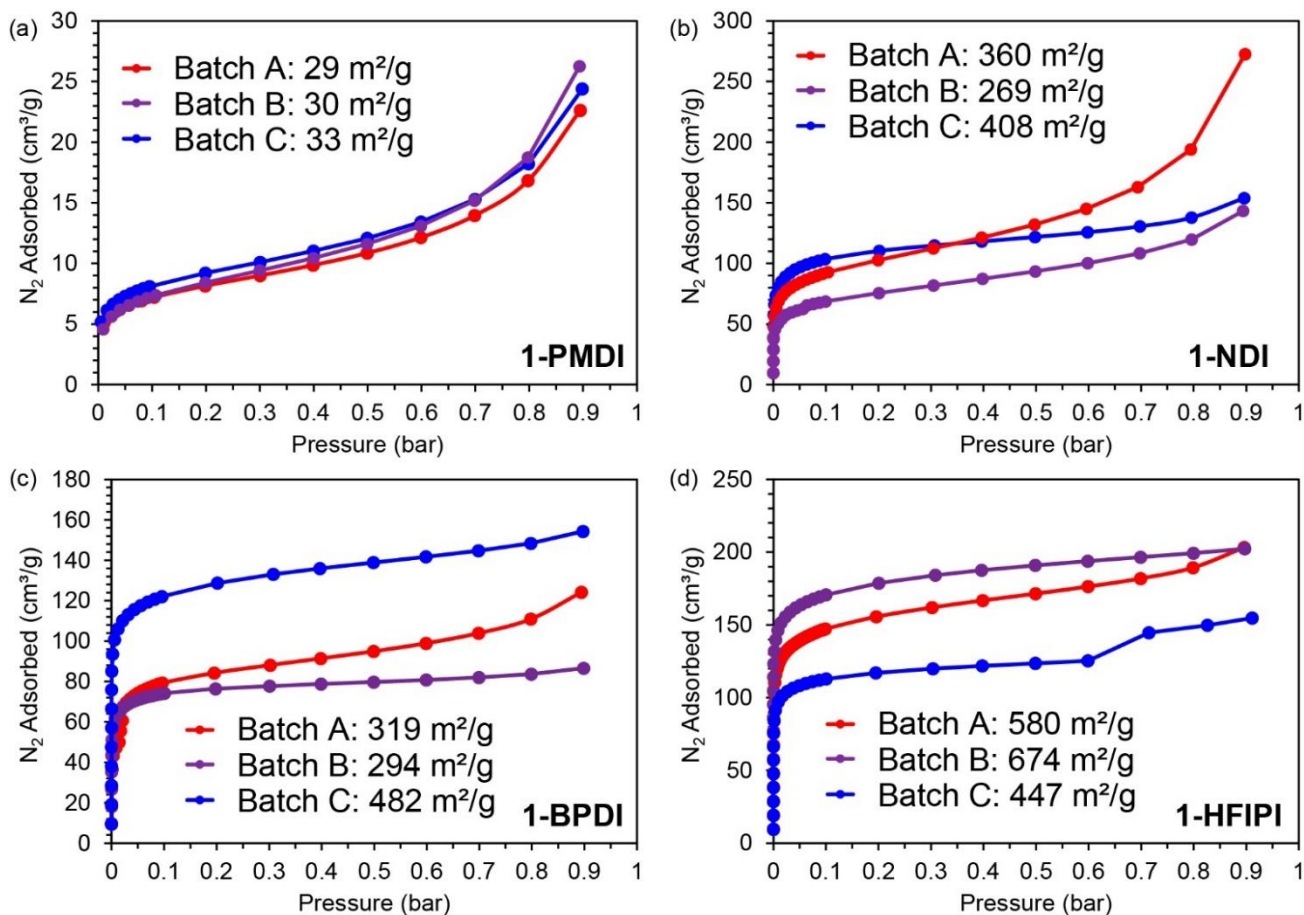 (a)
N₂ Adsorbed (cm³/g)
30
25
20
15
10
5
0
Batch A: 29 m²/g
Batch B: 30 m²/g
Batch C: 33 m²/g
1-PMDI
0 0.1 0.2 0.3 0.4 0.5 0.6 0.7 0.8 0.9 1
Pressure (bar)
(b)
N₂ Adsorbed (cm³/g)
300
250
200
150
100
50
0
Batch A: 360 m²/g
Batch B: 269 m²/g
Batch C: 408 m²/g
1-NDI
0 0.1 0.2 0.3 0.4 0.5 0.6 0.7 0.8 0.9 1
Pressure (bar)
(c)
N₂ Adsorbed (cm³/g)
180
160
140
120
100
80
60
40
20
0
Batch A: 319 m²/g
Batch B: 294 m²/g
Batch C: 482 m²/g
1-BPDI
0 0.1 0.2 0.3 0.4 0.5 0.6 0.7 0.8 0.9 1
Pressure (bar)
(d)
N₂ Adsorbed (cm³/g)
250
200
150
100
50
0
Batch A: 580 m²/g
Batch B: 674 m²/g
Batch C: 447 m²/g
1-HFIPI
0 0.1 0.2 0.3 0.4 0.5 0.6 0.7 0.8 0.9 1
Pressure (bar)